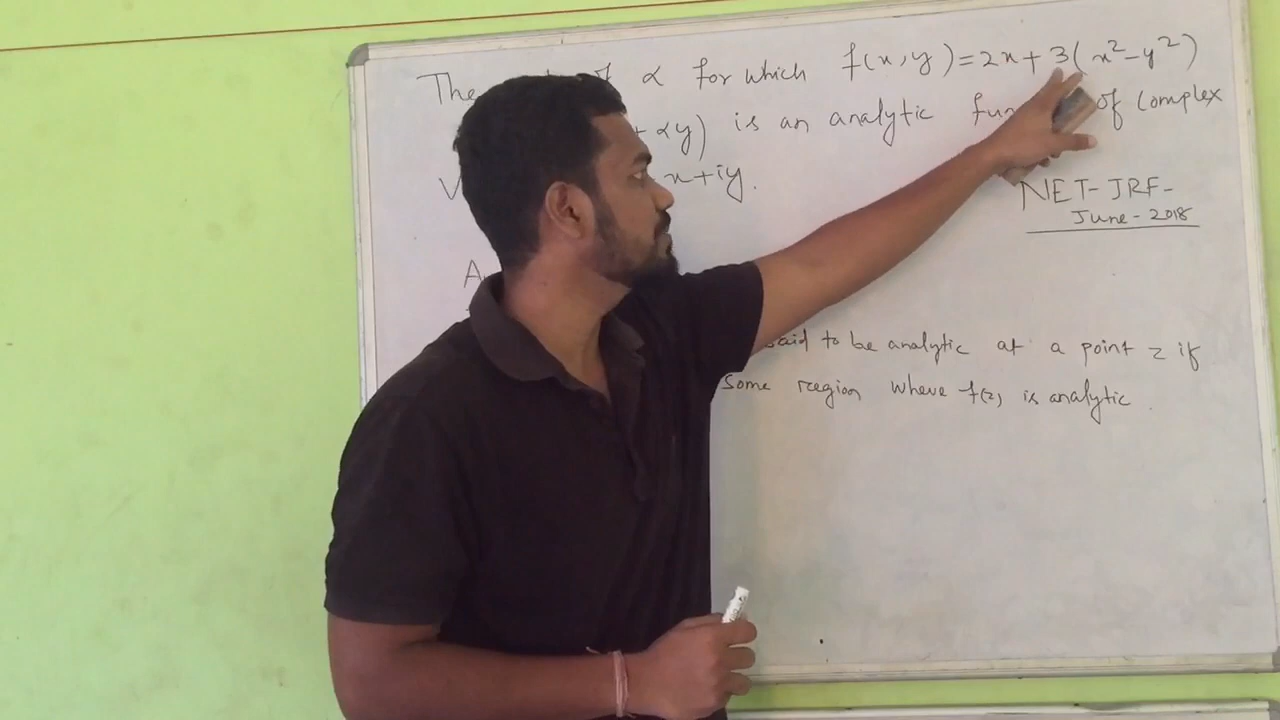 The of α for which f(x,y)=2x+3(x²-y²)
+αy) is an analytic fun of complex
V x+iy.
NET-JRF-
June-2018
A
said to be analytic at a point z if
some region where f(z) is analytic